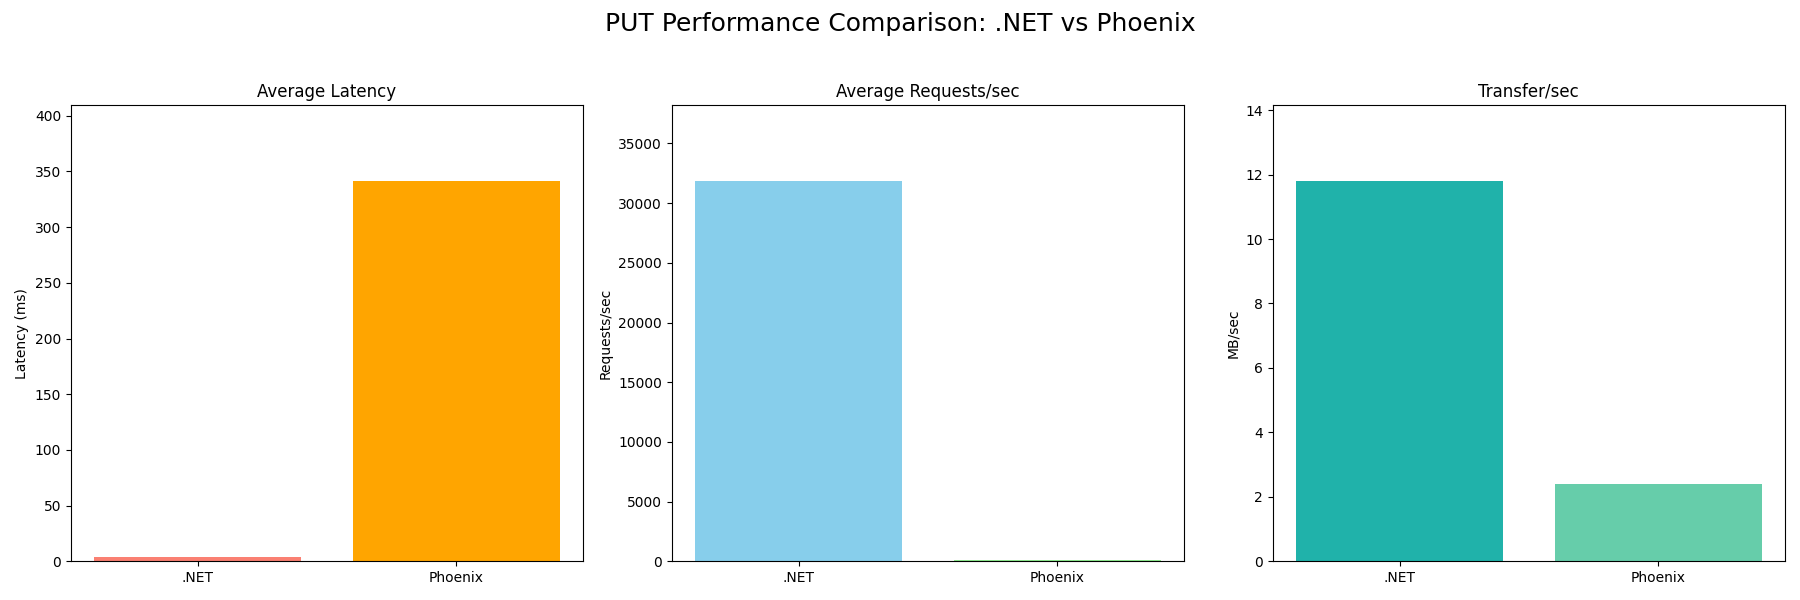 PUT Performance Comparison: .NET vs Phoenix
Average Latency
400
350
300
250
200
150
100
50
0
Latency (ms)
.NET
Phoenix
Average Requests/sec
35000
30000
25000
20000
15000
10000
5000
0
Requests/sec
.NET
Phoenix
Transfer/sec
14
12
10
8
6
4
2
0
MB/sec
.NET
Phoenix